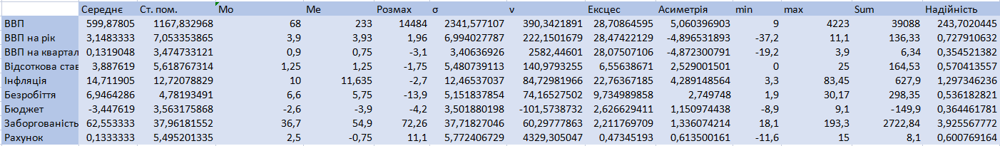 Середнє Ст. пом. Мо Ме Розмах σ ν Ексцес Асиметрія min max Sum Надійність
ВВП 599,87805 1167,832968 68 233 14484 2341,577107 390,3421891 28,70864595 5,060396903 9 4223 39088 243,7020445
ВВП на рік 3,1483333 7,053353865 3,9 3,93 1,96 6,994027787 222,1501679 28,47422129 -4,896531893 -37,2 11,1 136,33 0,727910632
ВВП на квартал 0,1319048 3,474733121 0,9 0,75 -3,1 3,40636926 2582,44601 28,07507106 -4,872300791 -19,2 3,9 6,34 0,354521382
Відсоткова став 3,887619 5,618767314 1,25 1,25 -1,75 5,480739113 140,9793255 6,55638671 2,529001501 0 25 164,53 0,570413557
Інфляція 14,711905 12,72078829 10 11,635 -2,7 12,46537037 84,72981966 22,76367185 4,289148564 3,3 83,45 627,9 1,297346236
Безробіття 6,9464286 4,78193491 6,6 5,75 -13,9 5,151837854 74,16527502 9,734989858 2,749748 1,9 30,17 298,35 0,536182821
Бюджет -3,447619 3,563175868 -2,6 -3,9 -4,2 3,501880198 -101,5738732 2,626629411 1,150974438 -8,9 9,1 -149,9 0,364461781
Заборгованість 62,553333 37,96181552 36,7 54,9 72,26 37,71827046 60,29777863 2,211769709 1,336074214 18,1 193,3 2722,84 3,925567772
Рахунок 0,1333333 5,495201335 2,5 -0,75 11,1 5,772406729 4329,305047 0,47345193 0,613500161 -11,6 15 8,1 0,600769164